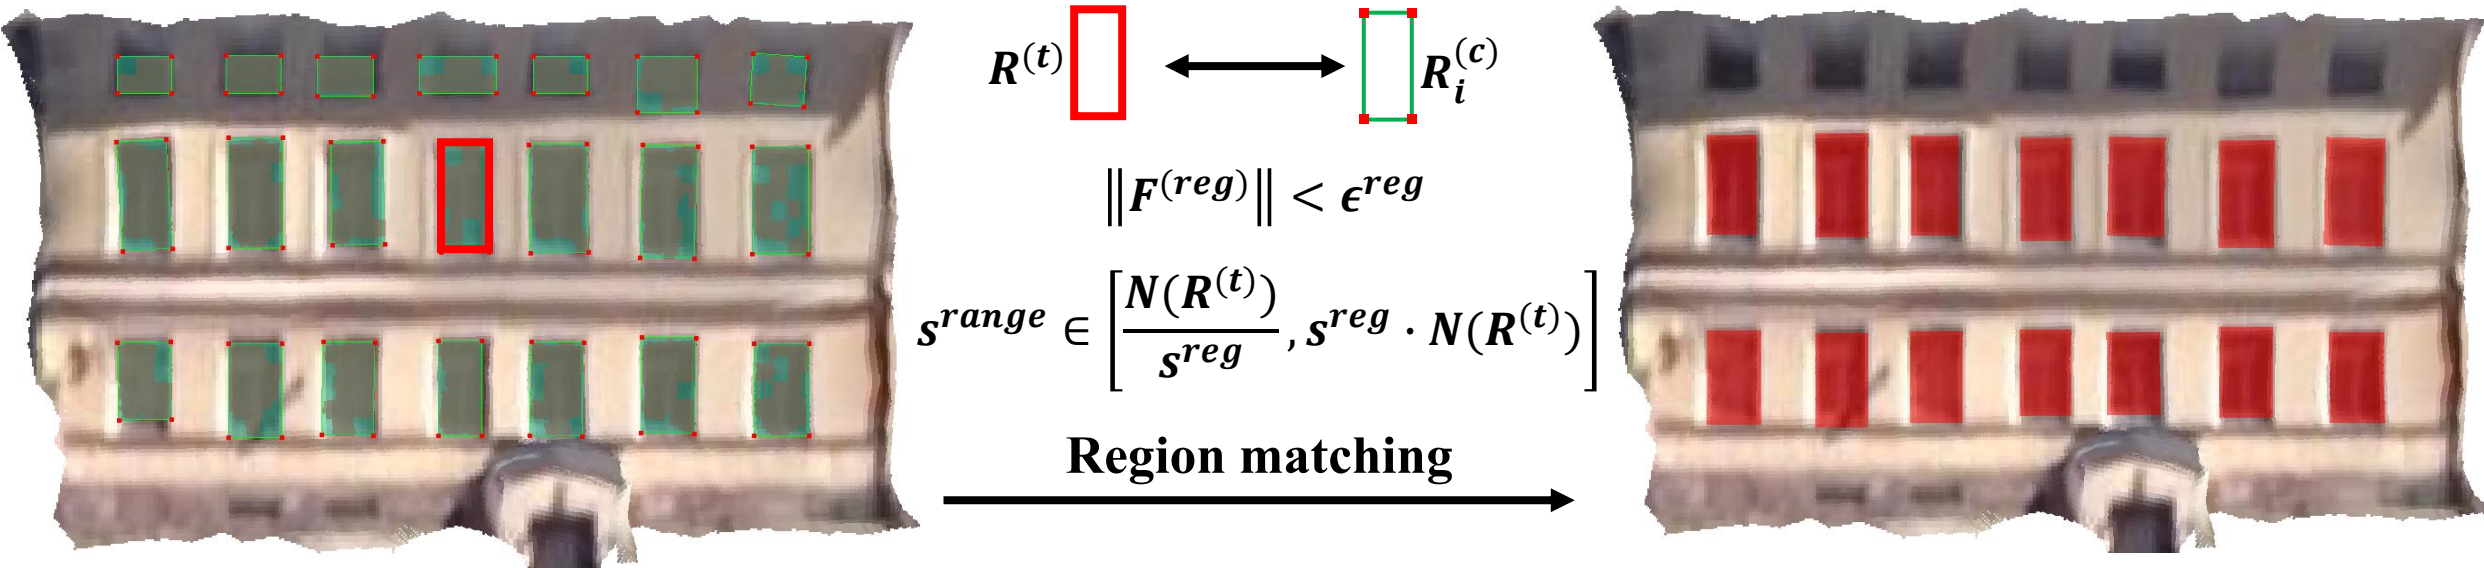 R^(t) R_i^(c)
‖F^(reg)‖ < ϵ^reg
s^range ∈ [N(R^(t))/s^reg, s^reg · N(R^(t))]
Region matching